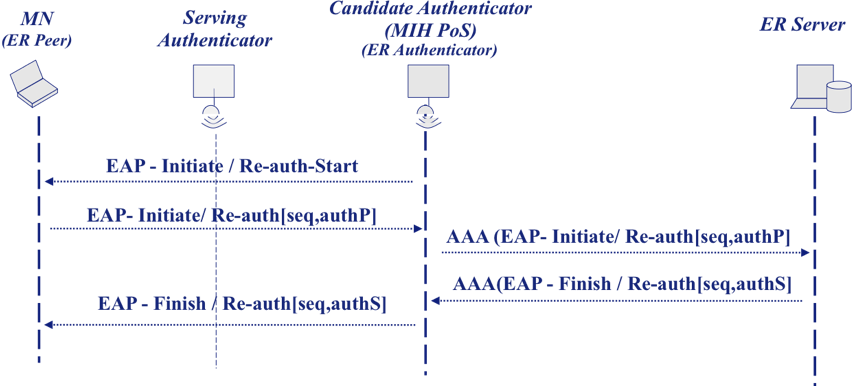 MN
(ER Peer)
Serving
Authenticator
Candidate Authenticator
(MIH PoS)
(ER Authenticator)
ER Server
EAP - Initiate / Re-auth-Start
EAP- Initiate/ Re-auth[seq,authP]
AAA (EAP- Initiate/ Re-auth[seq,authP]
AAA(EAP - Finish / Re-auth[seq,authS]
EAP - Finish / Re-auth[seq,authS]